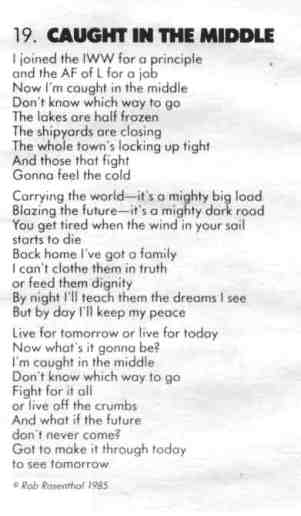 19. CAUGHT IN THE MIDDLE
I joined the IWW for a principle
and the AF of L for a job
Now I'm caught in the middle
Don't know which way to go
The lakes are half frozen
The shipyards are closing
The whole town's locking up tight
And those that fight
Gonna feel the cold
Carrying the world—it's a mighty big load
Blazing the future—it's a mighty dark road
You get tired when the wind in your sail
starts to die
Back home I've got a family
I can't clothe them in truth
or feed them dignity
By night I'll teach them the dreams I see
But by day I'll keep my peace
Live for tomorrow or live for today
Now what's it gonna be?
I'm caught in the middle
Don't know which way to go
Fight for it all
or live off the crumbs
And what if the future
don't never come?
Got to make it through today
to see tomorrow
© Rob Rosenthal 1985